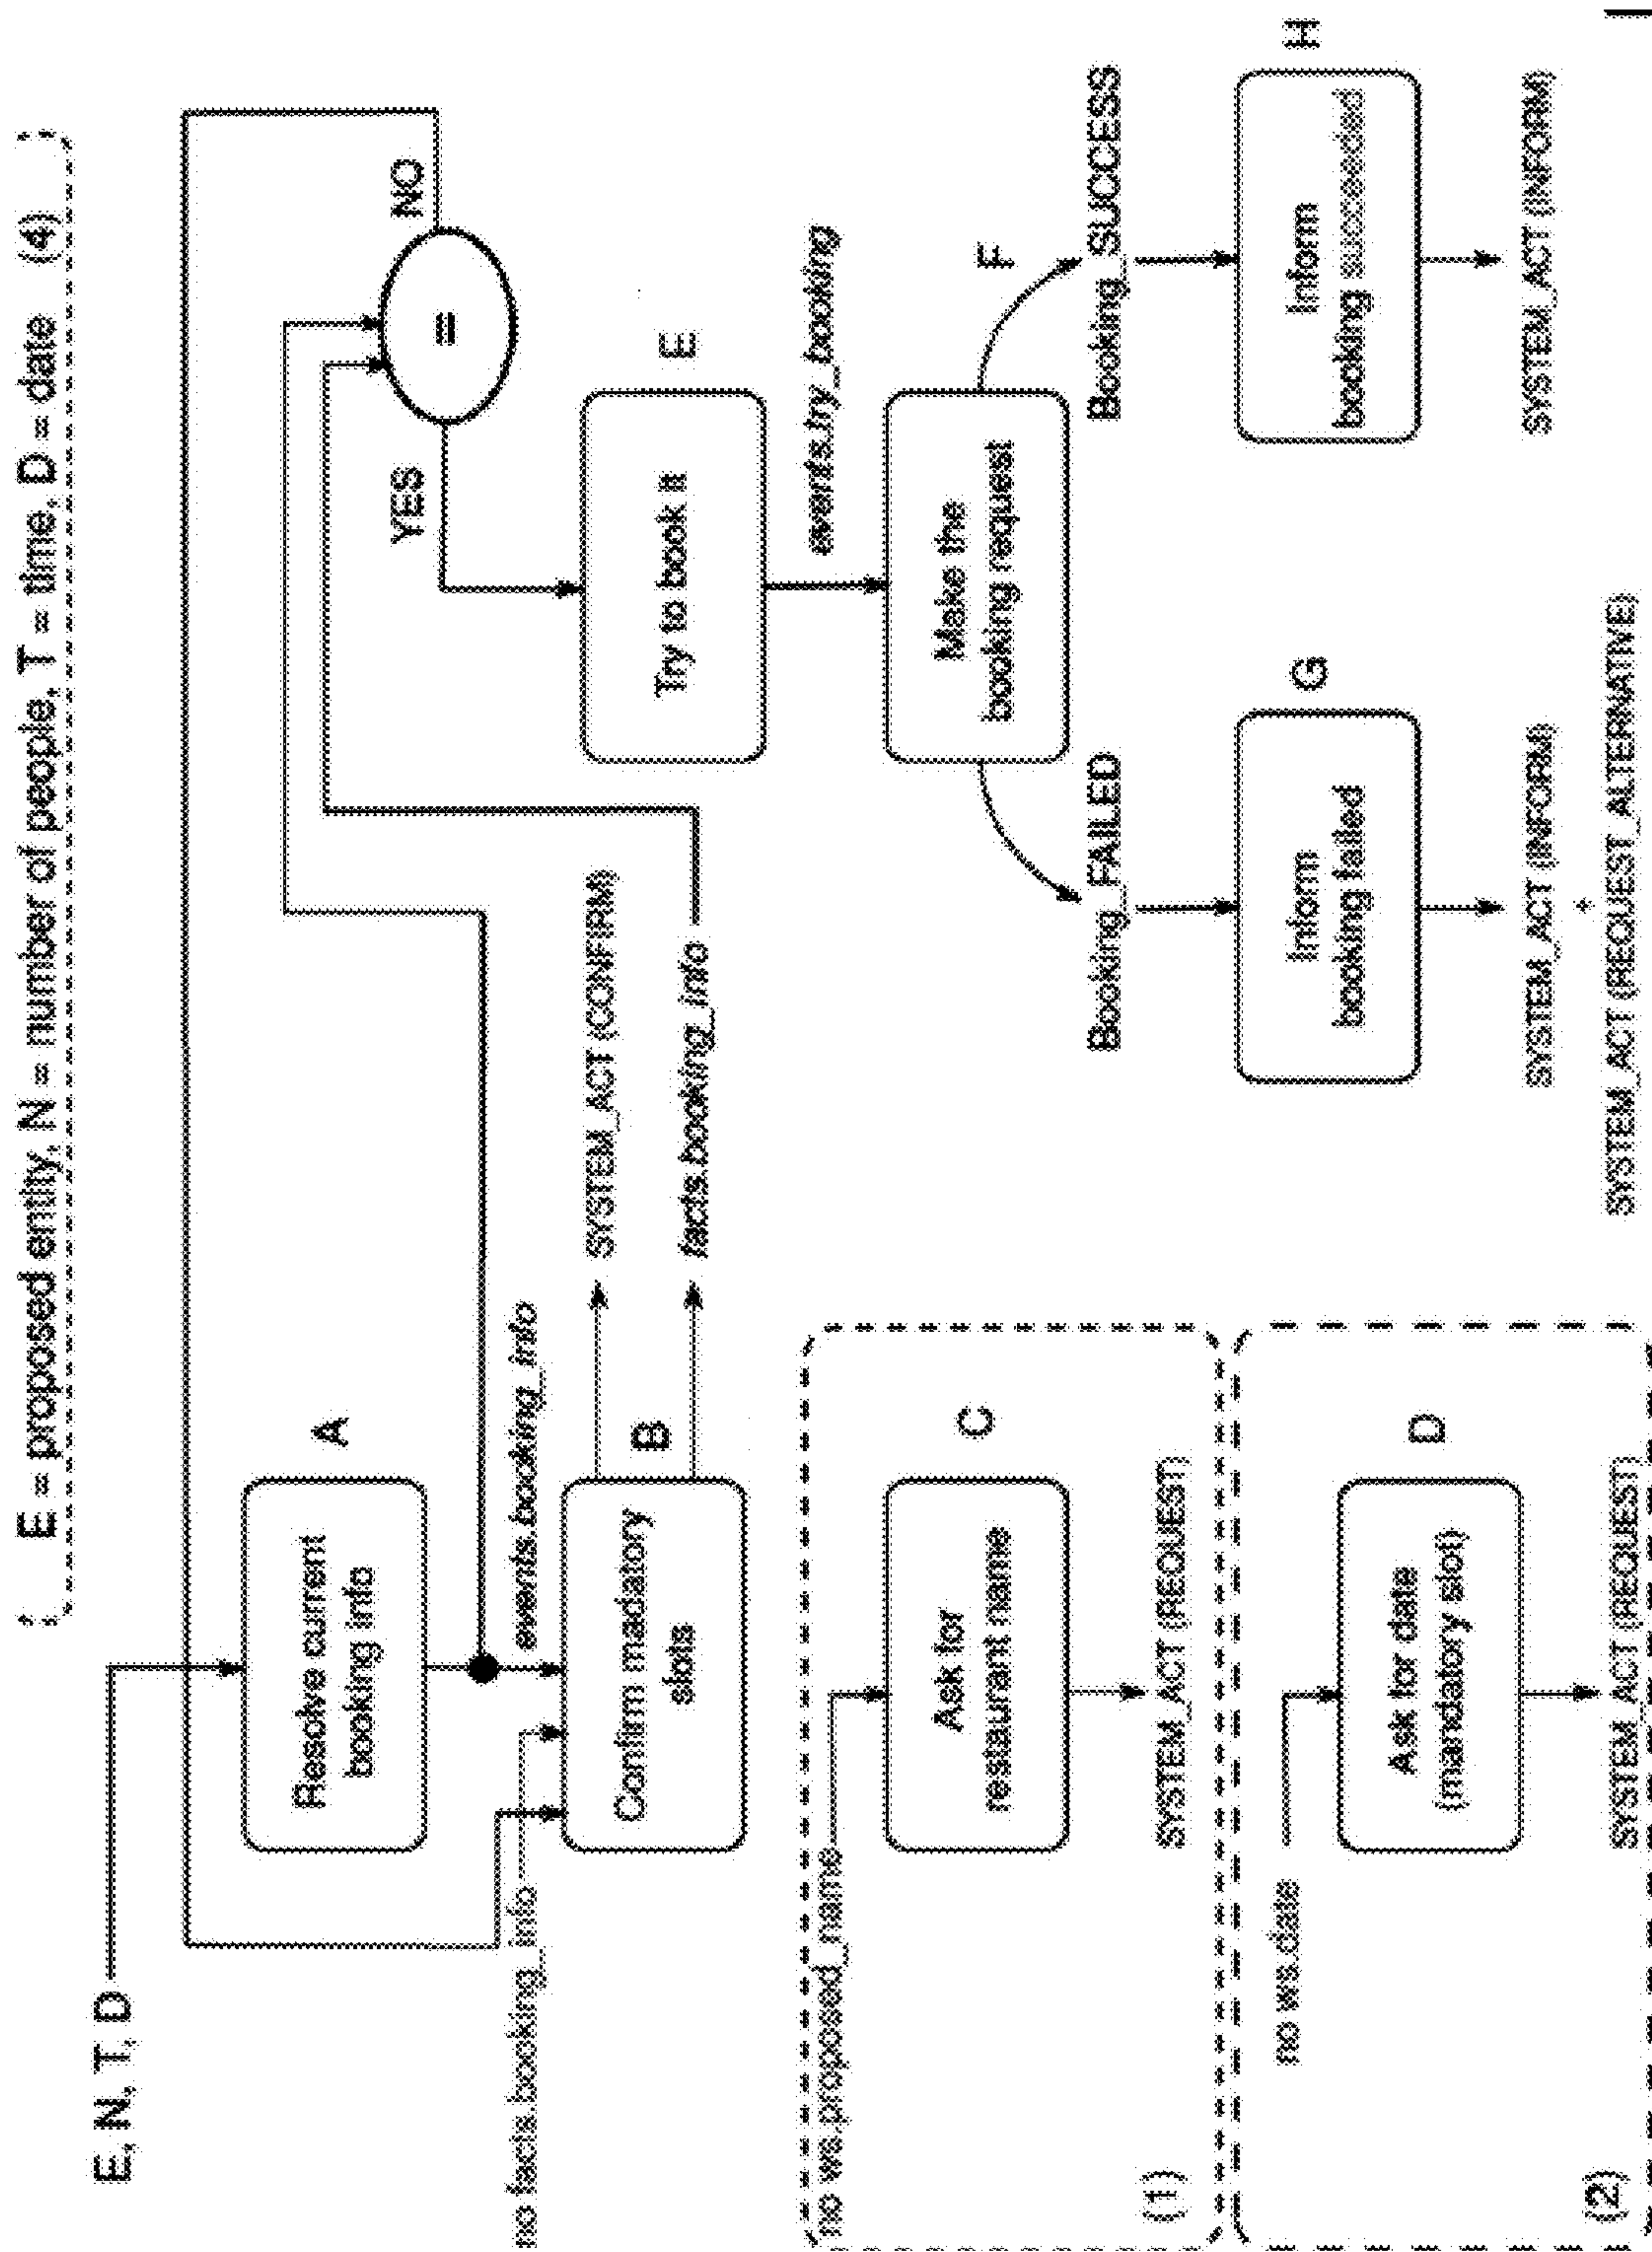 E = proposed entity, N = number of people, T = time, D = date (4)
E, N, T, D
Resolve current
booking info
A
NO
=
YES
no facts.booking_info
events.booking_info
Confirm madatory
slots
B
SYSTEM_ACT (CONFIRM)
facts.booking_info
Try to book it
E
events.try_booking
no ws.proposed_name
Ask for
restaurant name
C
SYSTEM_ACT (REQUEST)
(1)
Make the
booking request
F
Booking_FAILED
Booking_SUCCESS
no ws.date
Ask for date
(mandatory slot)
D
SYSTEM_ACT (REQUEST)
(2)
Inform
booking failed
G
SYSTEM_ACT (INFORM)
+
SYSTEM_ACT (REQUEST_ALTERNATIVE)
Inform
booking succeeded
H
SYSTEM_ACT (INFORM)